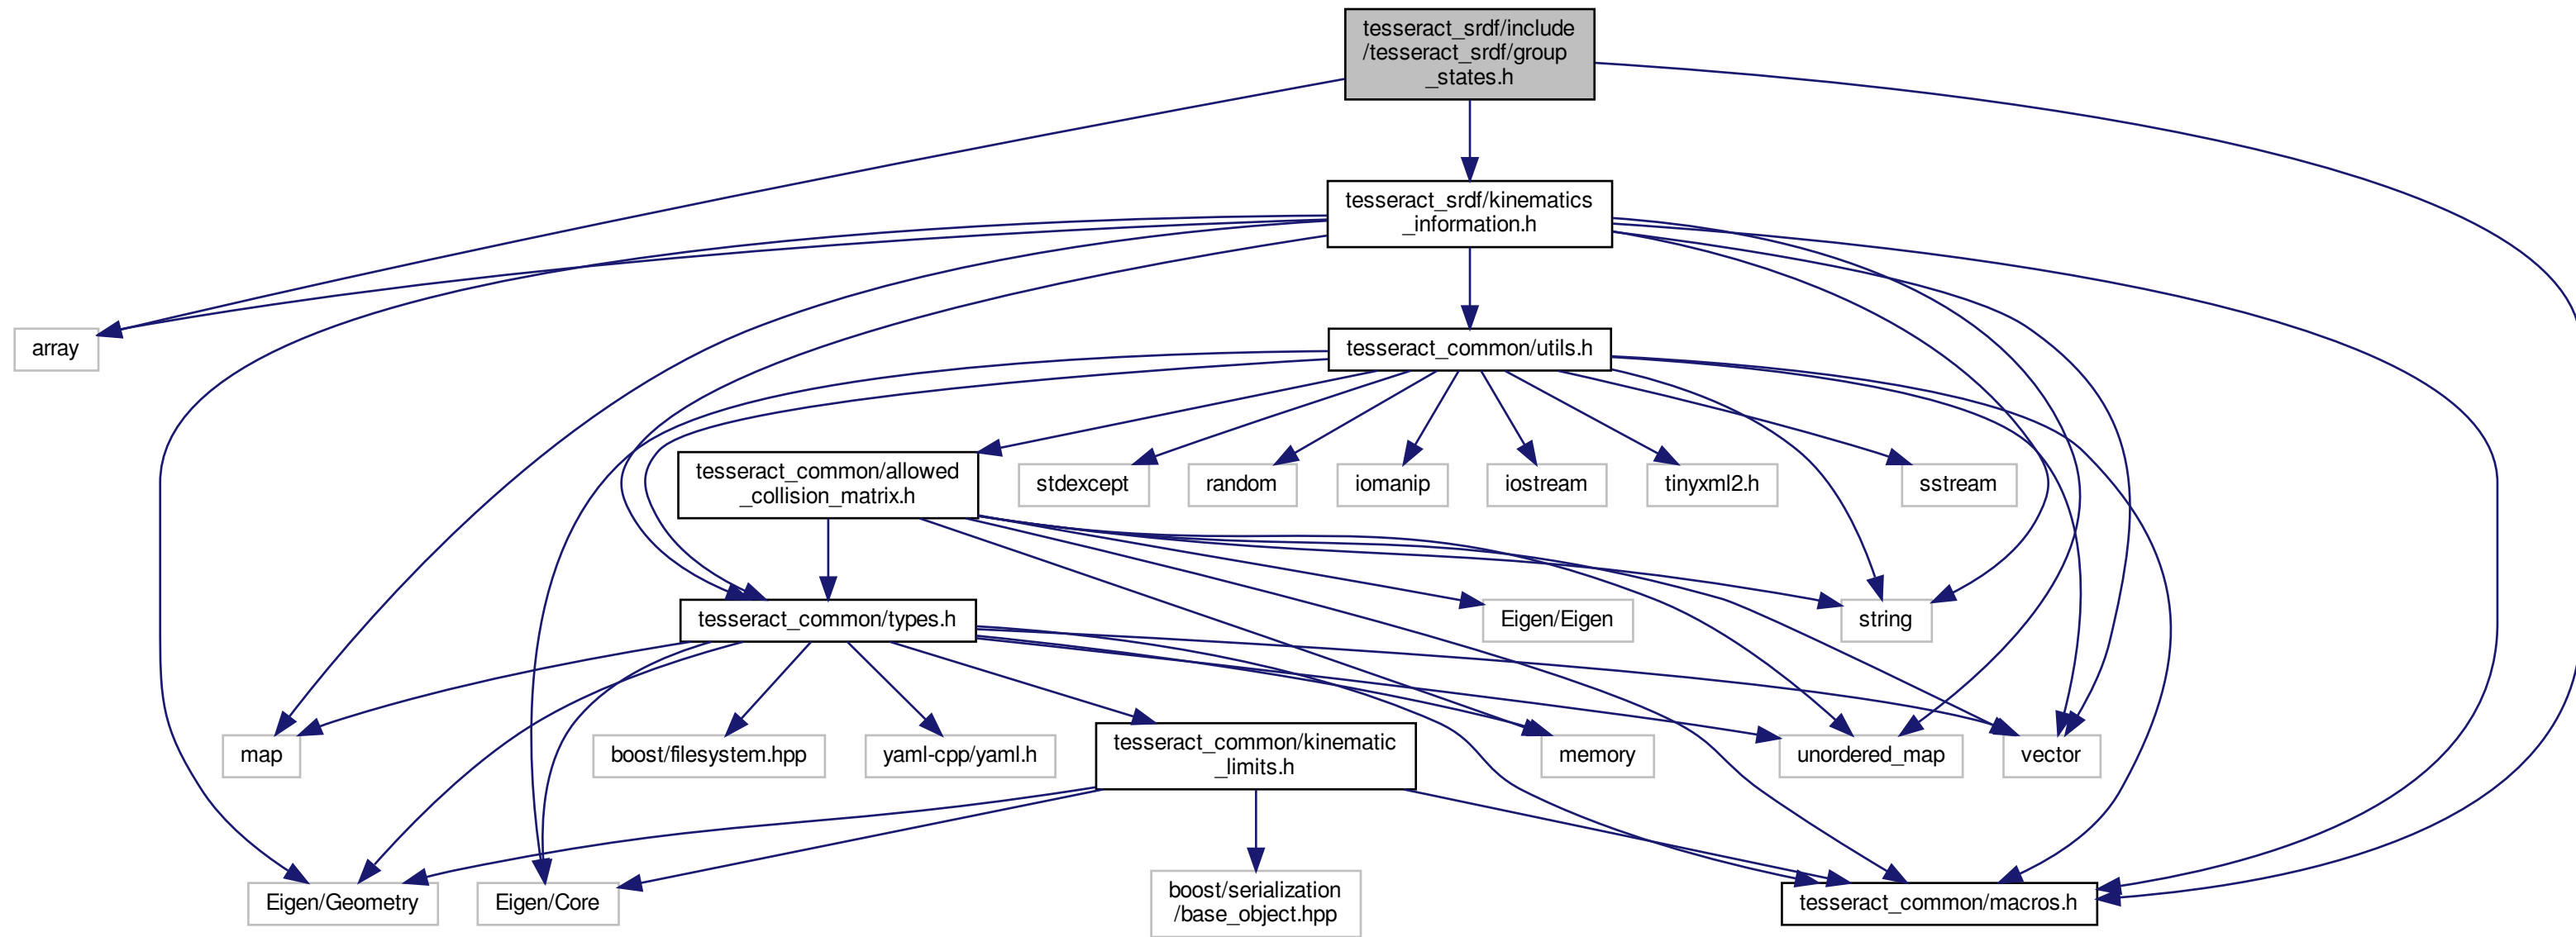 tesseract_srdf/include
/tesseract_srdf/group
_states.h
tesseract_srdf/kinematics
_information.h
array
tesseract_common/utils.h
tesseract_common/allowed
_collision_matrix.h
stdexcept
random
iomanip
iostream
tinyxml2.h
sstream
tesseract_common/types.h
Eigen/Eigen
string
map
boost/filesystem.hpp
yaml-cpp/yaml.h
tesseract_common/kinematic
_limits.h
memory
unordered_map
vector
Eigen/Geometry
Eigen/Core
boost/serialization
/base_object.hpp
tesseract_common/macros.h